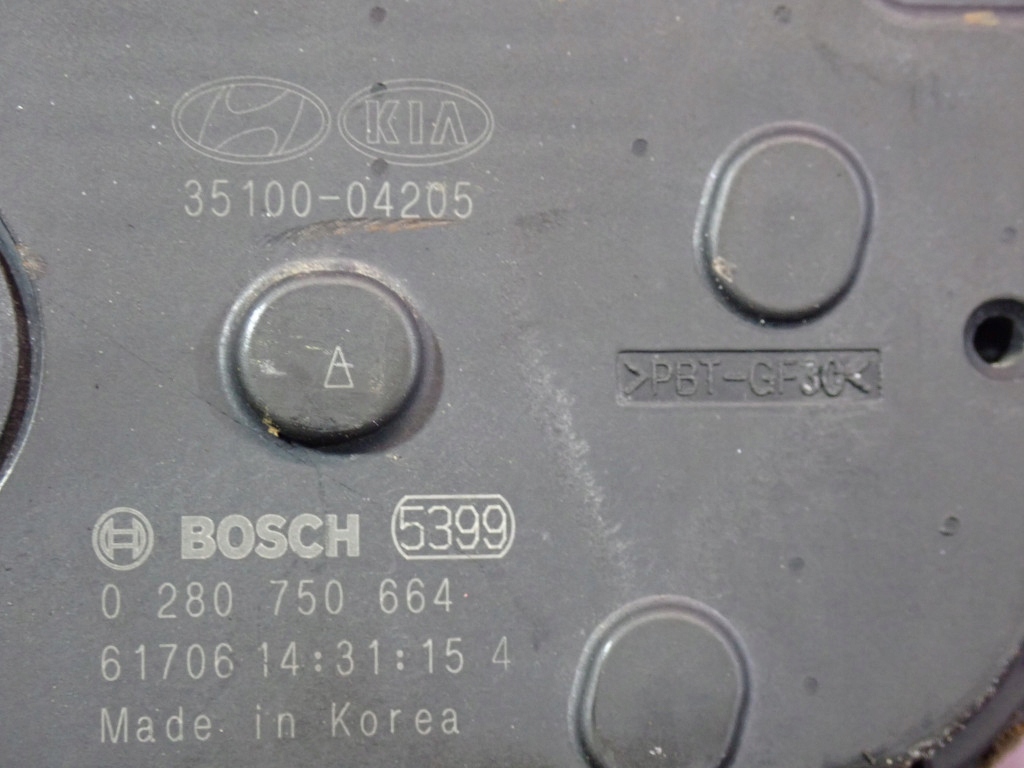 KIA
35100-04205
A
>PBT-GF30<
BOSCH 5399
0 280 750 664
61706 14:31:15 4
Made in Korea